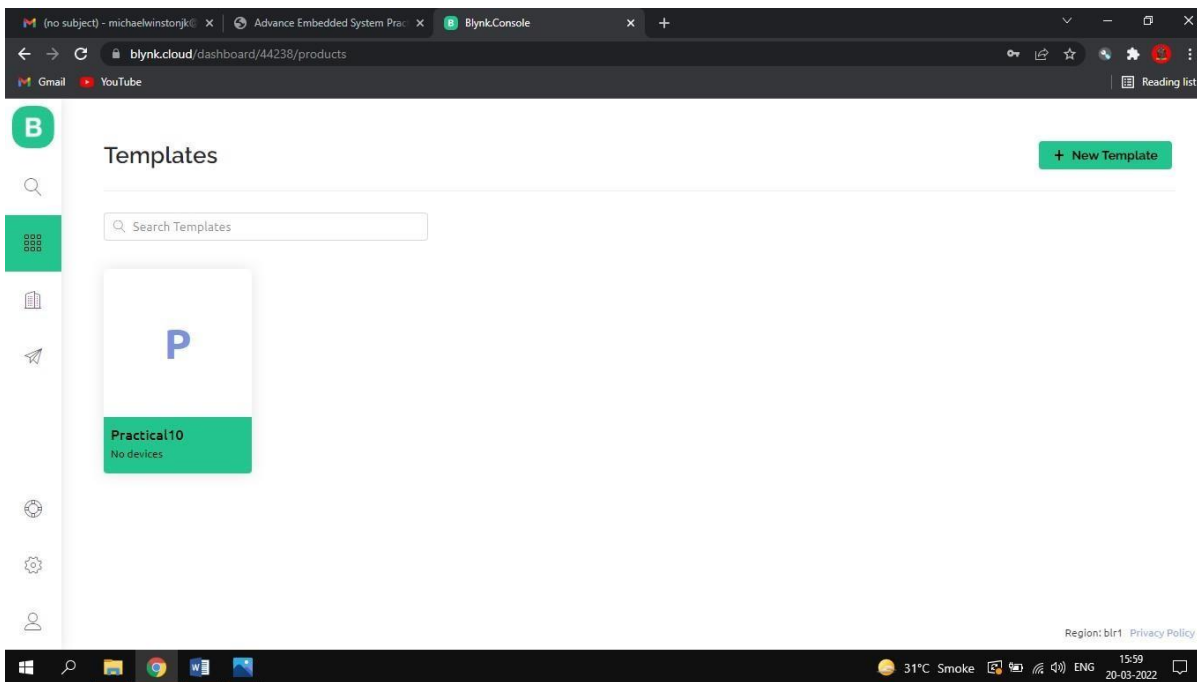 (no subject) - michaelwinstonjk@
Advance Embedded System Prac
B Blynk.Console
blynk.cloud/dashboard/44238/products
Gmail
YouTube
Reading list
B
Templates
+ New Template
Search Templates
P
Practical10
No devices
Region: blr1 Privacy Policy
31°C Smoke
ENG
15:59
20-03-2022